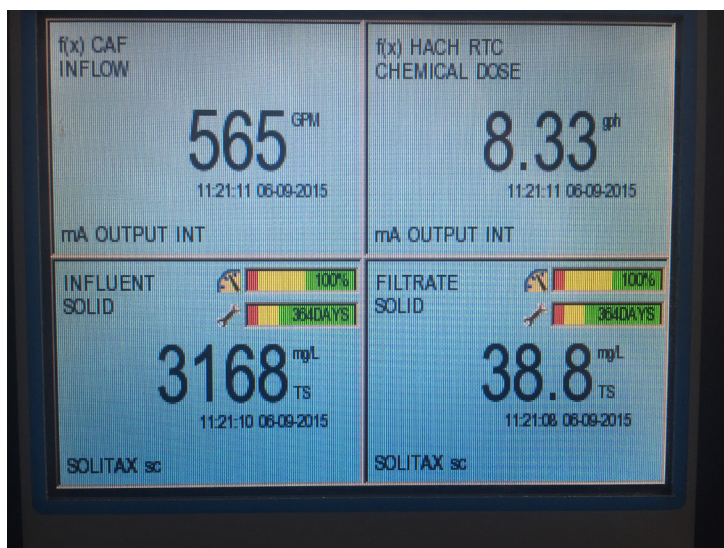 f(x) CAF
INFLOW
565 GPM
11:21:11 06-09-2015
mA OUTPUT INT
f(x) HACH RTC
CHEMICAL DOSE
8.33 gph
11:21:11 06-09-2015
mA OUTPUT INT
INFLUENT 100%
SOLID 364DAYS
3168 mg/L
TS
11:21:10 06-09-2015
SOLITAX sc
FILTRATE 100%
SOLID 364DAYS
38.8 mg/L
TS
11:21:08 06-09-2015
SOLITAX sc